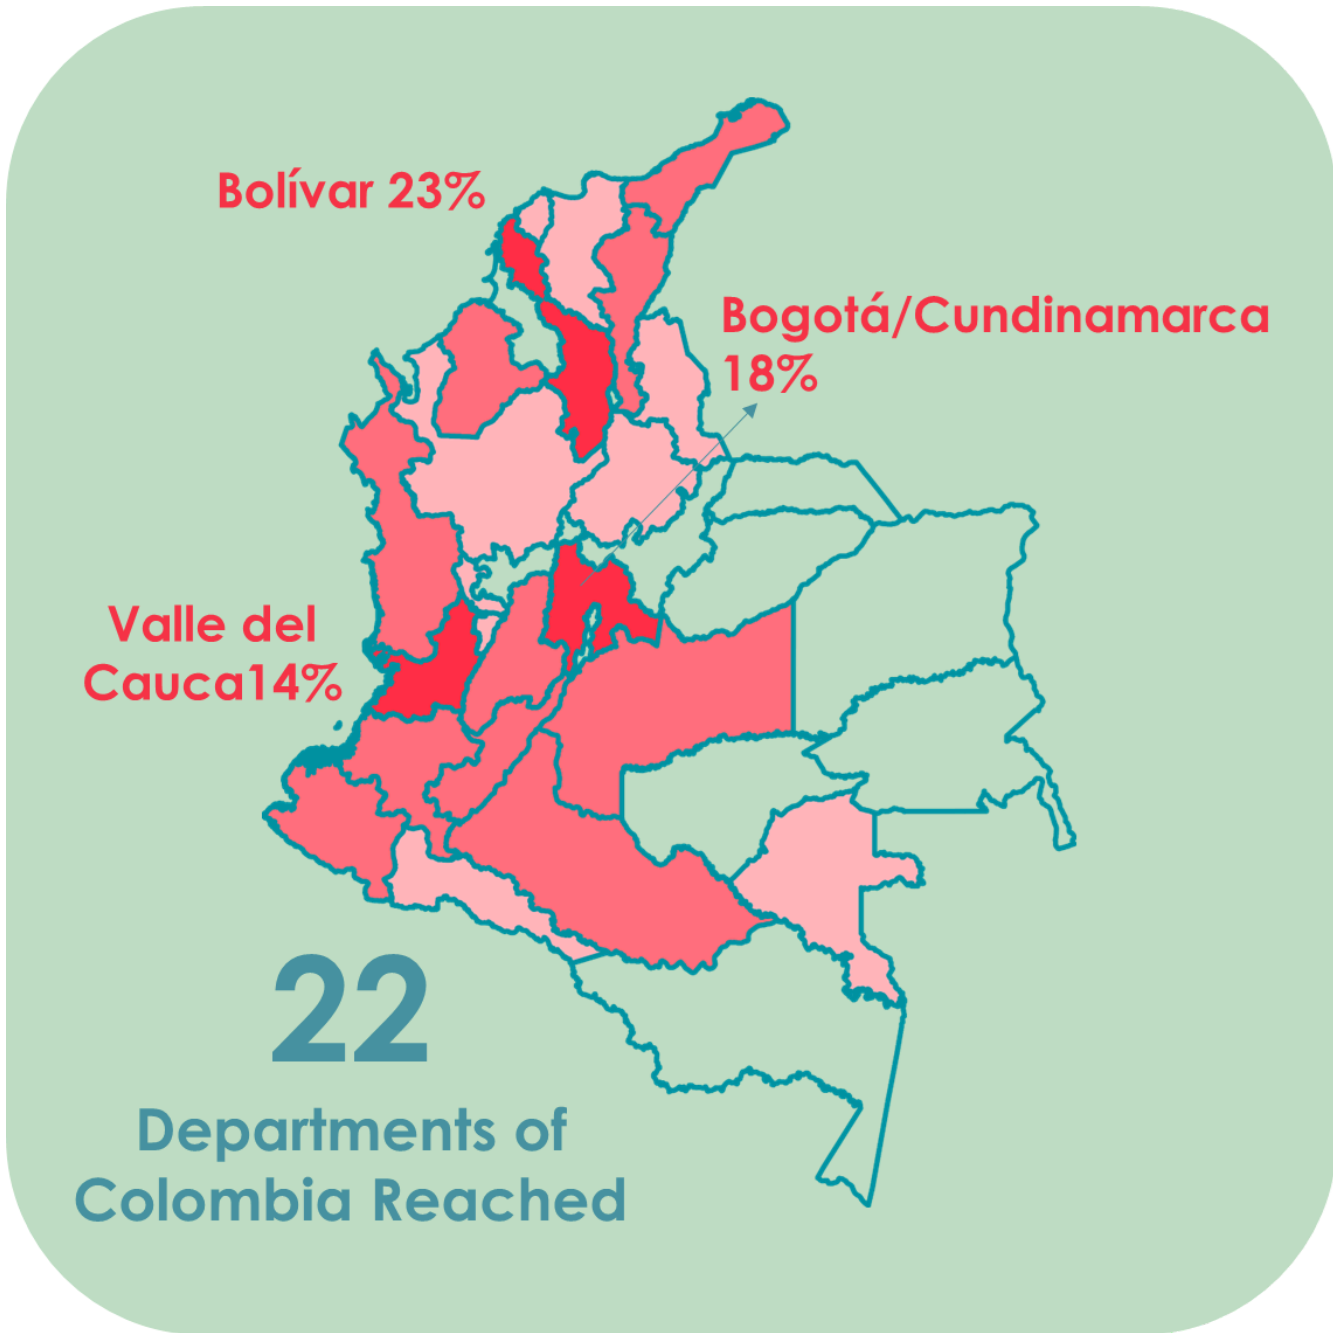 Bolívar 23%
Bogotá/Cundinamarca
18%
Valle del
Cauca14%
22
Departments of
Colombia Reached